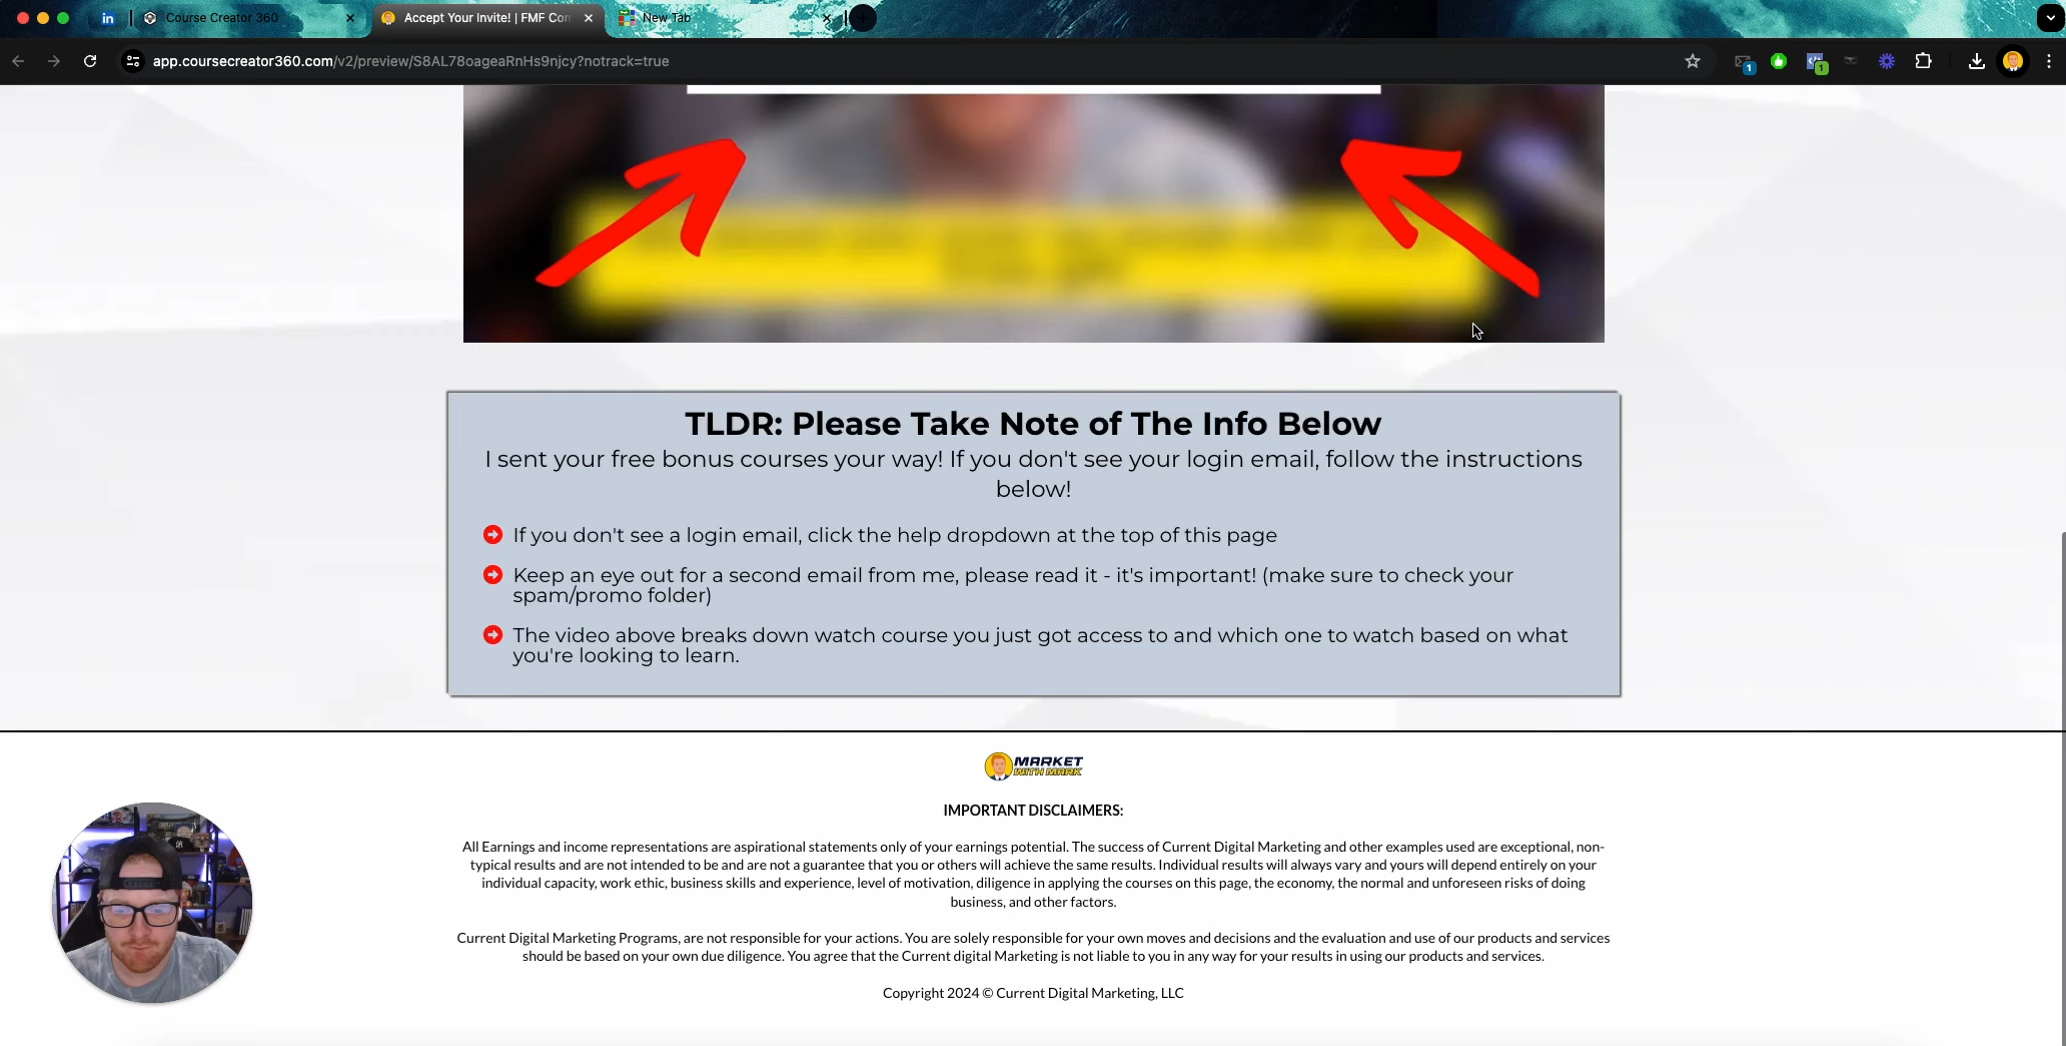 Course Creator 360
Accept Your Invite! | FMF Con
New Tab
app.coursecreator360.com/v2/preview/S8AL78oageaRnHs9njcy?notrack=true
TLDR: Please Take Note of The Info Below
I sent your free bonus courses your way! If you don't see your login email, follow the instructions
below!
If you don't see a login email, click the help dropdown at the top of this page
Keep an eye out for a second email from me, please read it - it's important! (make sure to check your
spam/promo folder)
The video above breaks down watch course you just got access to and which one to watch based on what
you're looking to learn.
MARKET
WITH MARK
IMPORTANT DISCLAIMERS:
All Earnings and income representations are aspirational statements only of your earnings potential. The success of Current Digital Marketing and other examples used are exceptional, non-
typical results and are not intended to be and are not a guarantee that you or others will achieve the same results. Individual results will always vary and yours will depend entirely on your
individual capacity, work ethic, business skills and experience, level of motivation, diligence in applying the courses on this page, the economy, the normal and unforeseen risks of doing
business, and other factors.
Current Digital Marketing Programs, are not responsible for your actions. You are solely responsible for your own moves and decisions and the evaluation and use of our products and services
should be based on your own due diligence. You agree that the Current digital Marketing is not liable to you in any way for your results in using our products and services.
Copyright 2024 © Current Digital Marketing, LLC